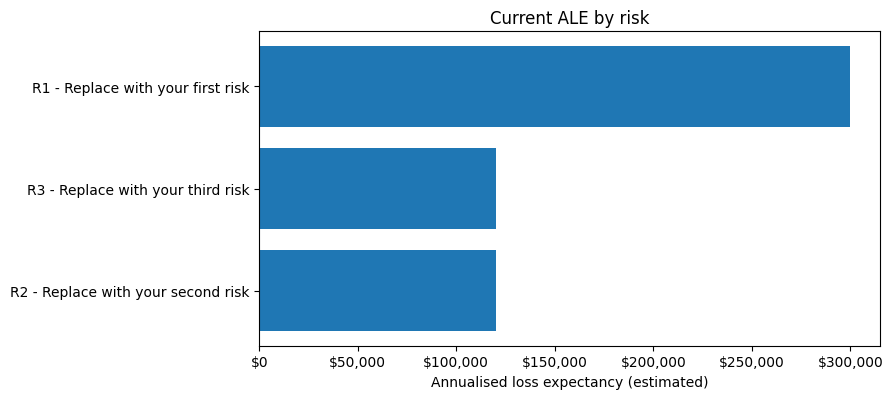 Current ALE by risk
R1 - Replace with your first risk
R3 - Replace with your third risk
R2 - Replace with your second risk
$0 $50,000 $100,000 $150,000 $200,000 $250,000 $300,000
Annualised loss expectancy (estimated)